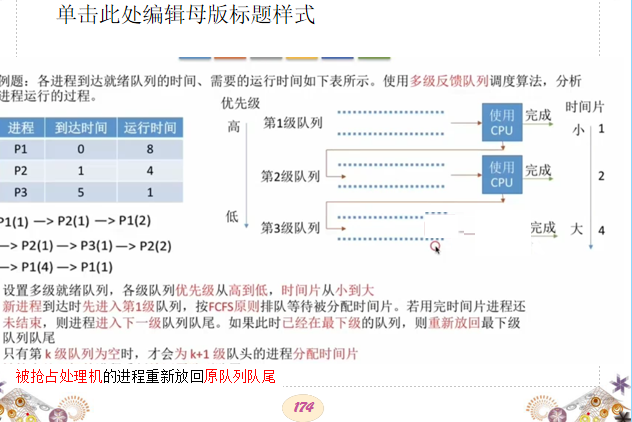 单击此处编辑母版标题样式
例题：各进程到达就绪队列的时间、需要的运行时间如下表所示。使用多级反馈队列调度算法，分析
进程运行的过程。
进程 到达时间 运行时间
P1 0 8
P2 1 4
P3 5 1
优先级
高
低
第1级队列
使用
CPU
完成
时间片
小 1
第2级队列
使用
CPU
完成
2
第3级队列
完成
大 4
P1(1) —> P2(1) —> P1(2)
—> P2(1) —> P3(1) —> P2(2)
—> P1(4) —> P1(1)
设置多级就绪队列，各级队列优先级从高到低，时间片从小到大
新进程到达时先进入第1级队列，按FCFS原则排队等待被分配时间片。若用完时间片进程还
未结束，则进程进入下一级队列队尾。如果此时已经在最下级的队列，则重新放回最下级
队列队尾
只有第 k 级队列为空时，才会为 k+1 级队头的进程分配时间片
被抢占处理机的进程重新放回原队列队尾
174